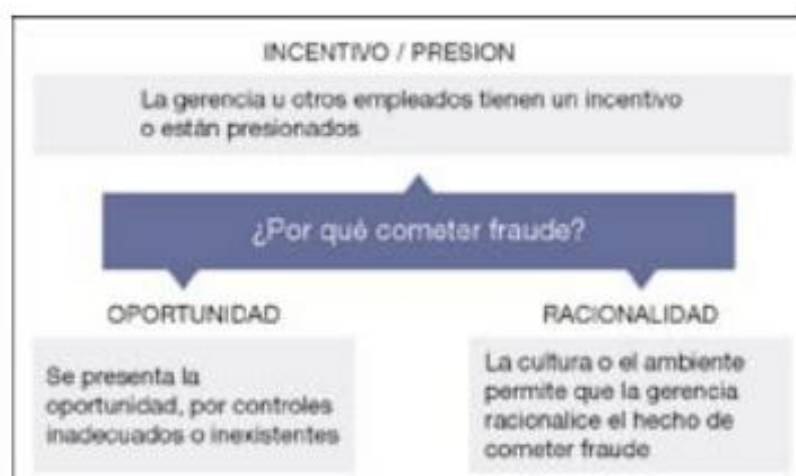 INCENTIVO / PRESION
La gerencia u otros empleados tienen un incentivo
o están presionados
¿Por qué cometer fraude?
OPORTUNIDAD
Se presenta la
oportunidad, por controles
inadecuados o inexistentes
RACIONALIDAD
La cultura o el ambiente
permite que la gerencia
racionalice el hecho de
cometer fraude